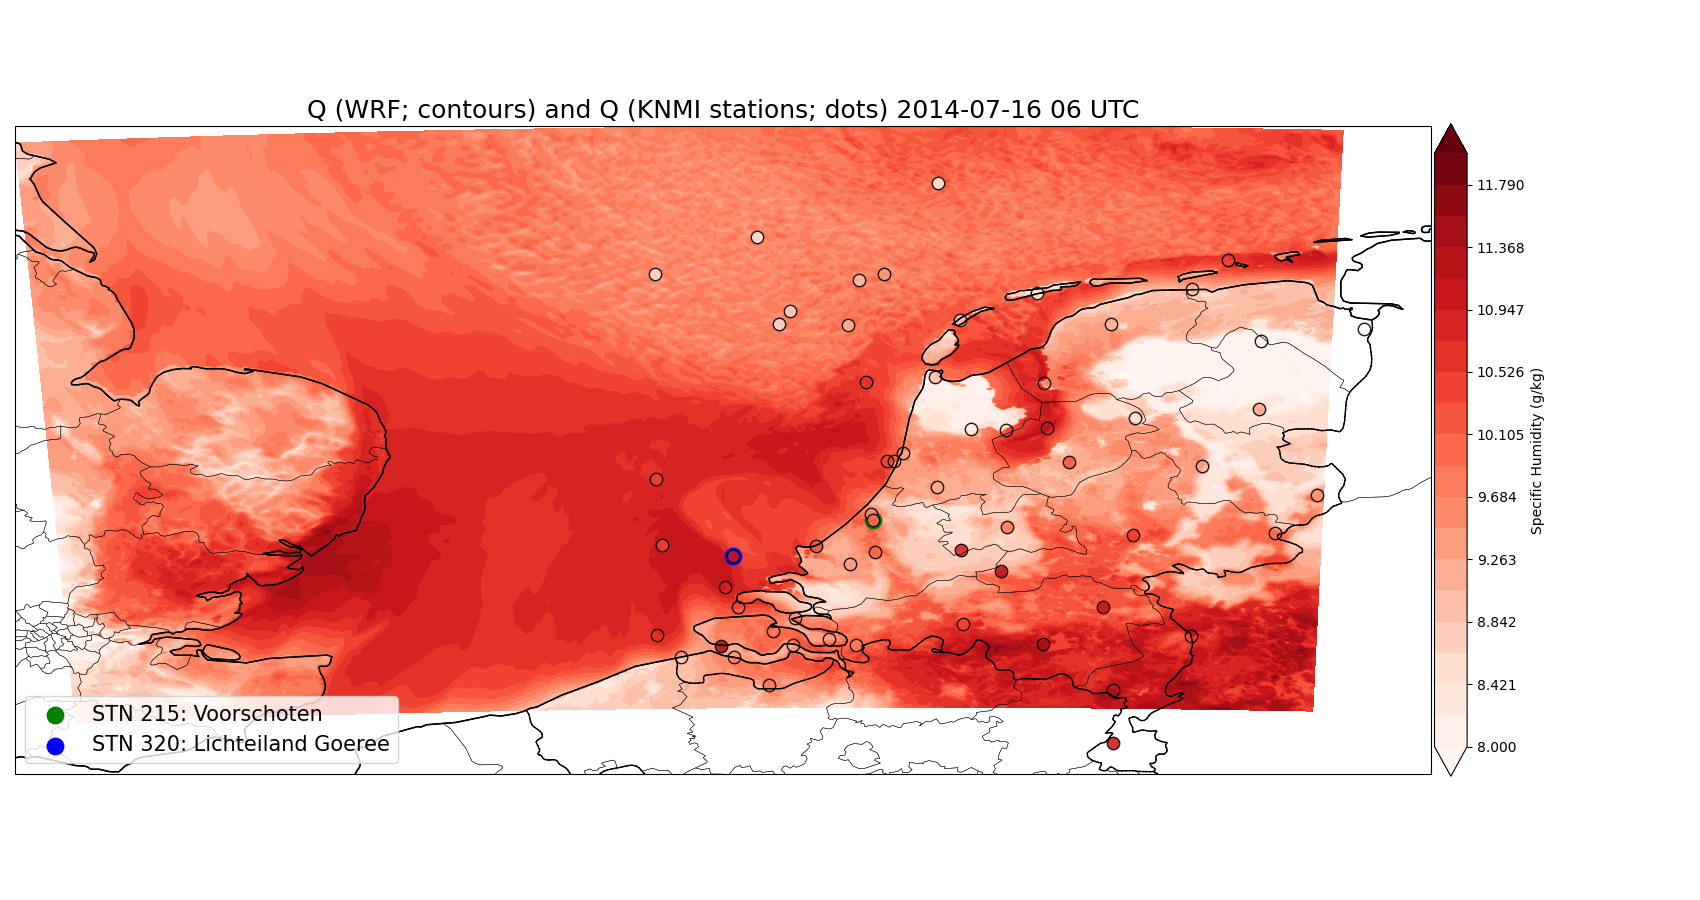 Q (WRF; contours) and Q (KNMI stations; dots) 2014-07-16 06 UTC
11.790
11.368
10.947
10.526
10.105
9.684
9.263
8.842
8.421
8.000
Specific Humidity (g/kg)
STN 215: Voorschoten
STN 320: Lichteiland Goeree